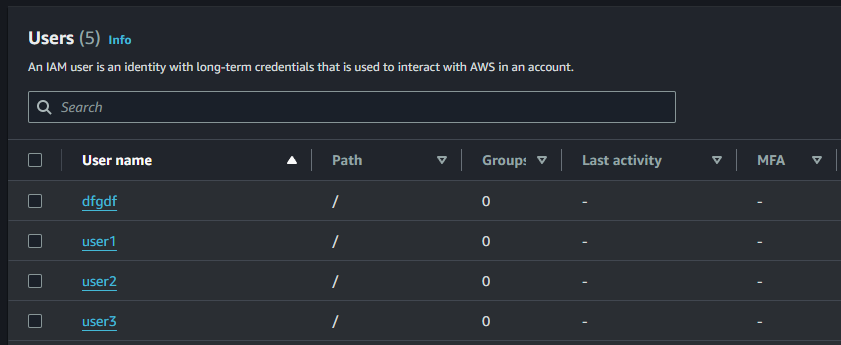 Users (5) Info
An IAM user is an identity with long-term credentials that is used to interact with AWS in an account.
Search
User name Path Groups Last activity MFA
dfgdf / 0 - -
user1 / 0 - -
user2 / 0 - -
user3 / 0 - -